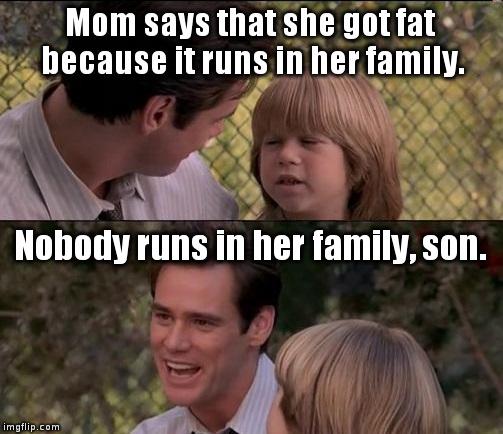 Mom says that she got fat
because it runs in her family.
Nobody runs in her family, son.
imgflip.com